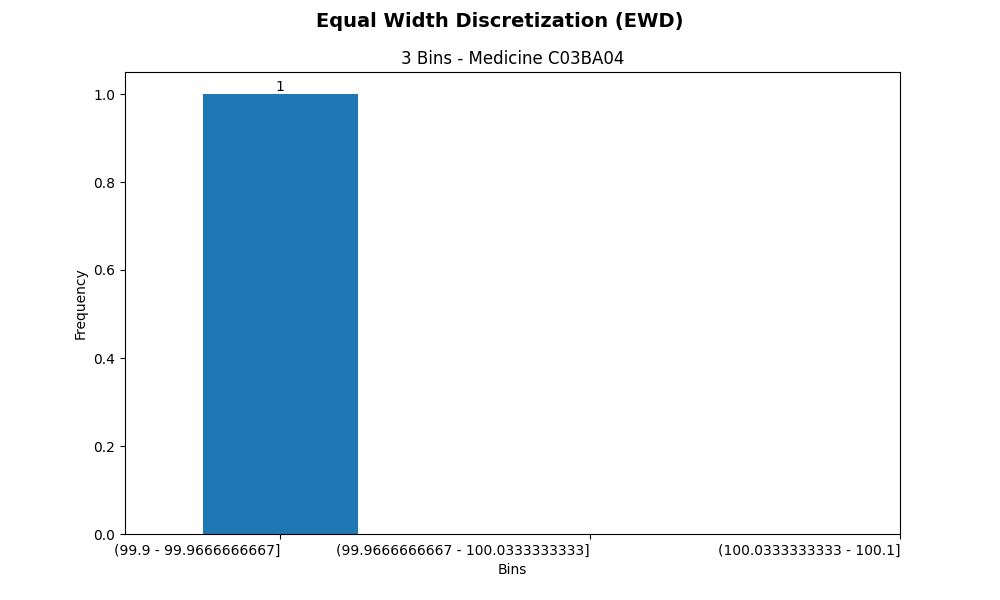 Equal Width Discretization (EWD)
3 Bins - Medicine C03BA04
1
1.0
0.8
0.6
0.4
0.2
0.0
Frequency
(99.9 - 99.9666666667]
(99.9666666667 - 100.0333333333]
(100.0333333333 - 100.1]
Bins